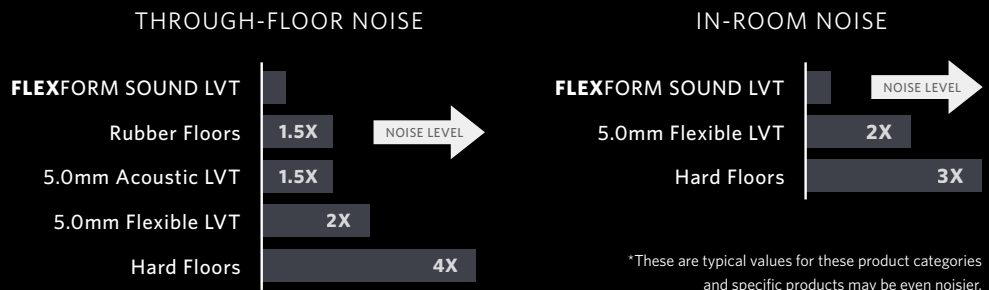 THROUGH-FLOOR NOISE
FLEXFORM SOUND LVT
Rubber Floors 1.5X NOISE LEVEL
5.0mm Acoustic LVT 1.5X
5.0mm Flexible LVT 2X
Hard Floors 4X
IN-ROOM NOISE
FLEXFORM SOUND LVT NOISE LEVEL
5.0mm Flexible LVT 2X
Hard Floors 3X
*These are typical values for these product categories
and specific products may be even noisier.